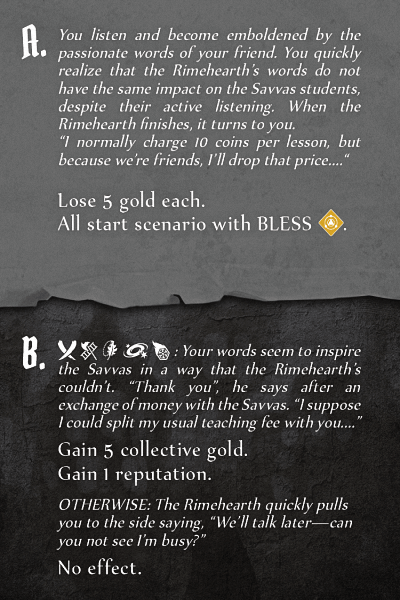 A. You listen and become emboldened by the
passionate words of your friend. You quickly
realize that the Rimehearth's words do not
have the same impact on the Savvas students,
despite their active listening. When the
Rimehearth finishes, it turns to you.
“I normally charge 10 coins per lesson, but
because we're friends, I'll drop that price....“
Lose 5 gold each.
All start scenario with BLESS .
B. : Your words seem to inspire
the Savvas in a way that the Rimehearth's
couldn't. “Thank you”, he says after an
exchange of money with the Savvas. “I suppose
I could split my usual teaching fee with you....”
Gain 5 collective gold.
Gain 1 reputation.
OTHERWISE: The Rimehearth quickly pulls
you to the side saying, “We'll talk later—can
you not see I'm busy?”
No effect.